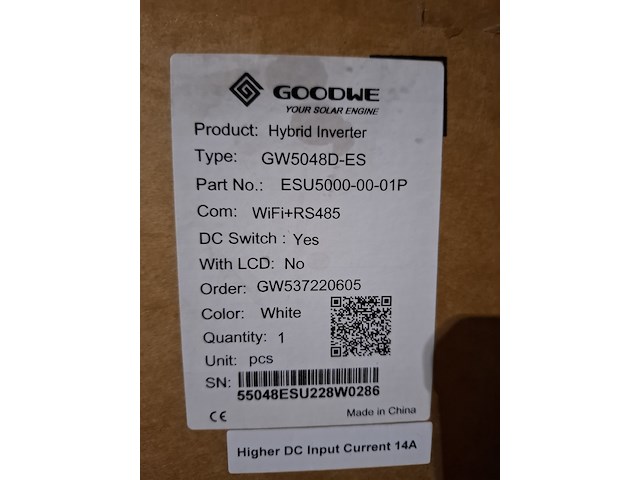 GOODWE
YOUR SOLAR ENGINE
Product: Hybrid Inverter
Type: GW5048D-ES
Part No.: ESU5000-00-01P
Com: WiFi+RS485
DC Switch : Yes
With LCD: No
Order: GW537220605
Color: White
Quantity: 1
Unit: pcs
SN:
55048ESU228W0286
CE Made in China
Higher DC Input Current 14A